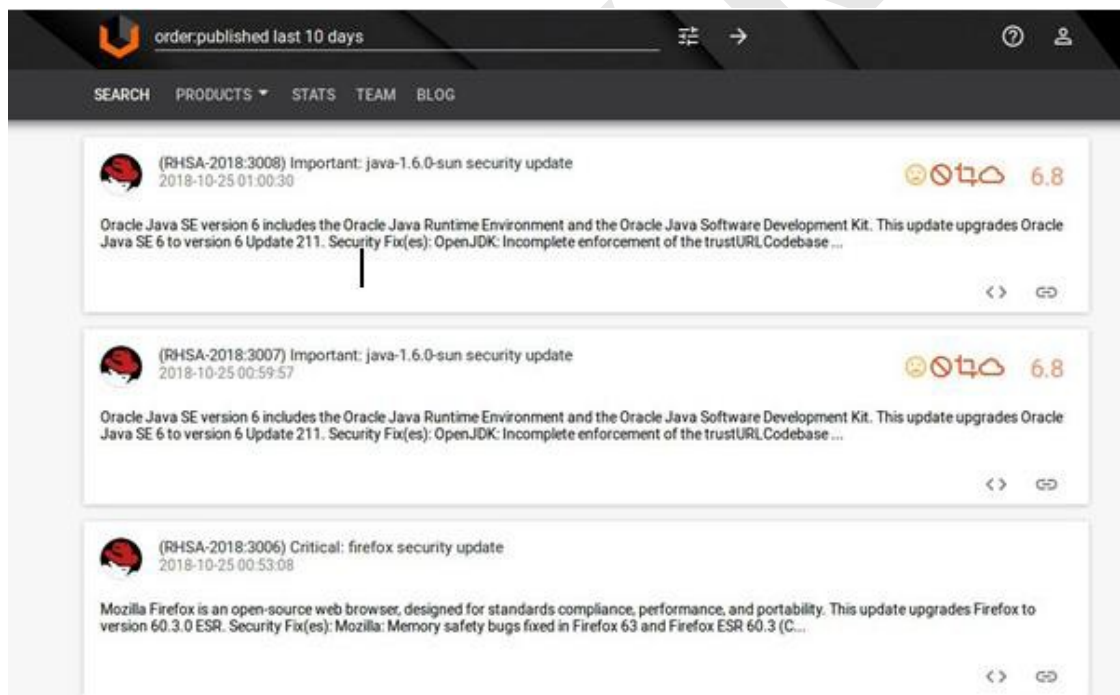 order:published last 10 days
SEARCH PRODUCTS STATS TEAM BLOG
(RHSA-2018:3008) Important: java-1.6.0-sun security update
2018-10-25 01:00:30
6.8
Oracle Java SE version 6 includes the Oracle Java Runtime Environment and the Oracle Java Software Development Kit. This update upgrades Oracle
Java SE 6 to version 6 Update 211. Security Fix(es): OpenJDK: Incomplete enforcement of the trustURLCodebase ...
(RHSA-2018:3007) Important: java-1.6.0-sun security update
2018-10-25 00:59:57
6.8
Oracle Java SE version 6 includes the Oracle Java Runtime Environment and the Oracle Java Software Development Kit. This update upgrades Oracle
Java SE 6 to version 6 Update 211. Security Fix(es): OpenJDK: Incomplete enforcement of the trustURLCodebase ...
(RHSA-2018:3006) Critical: firefox security update
2018-10-25 00:53:08
Mozilla Firefox is an open-source web browser, designed for standards compliance, performance, and portability. This update upgrades Firefox to
version 60.3.0 ESR. Security Fix(es): Mozilla: Memory safety bugs fixed in Firefox 63 and Firefox ESR 60.3 (C...